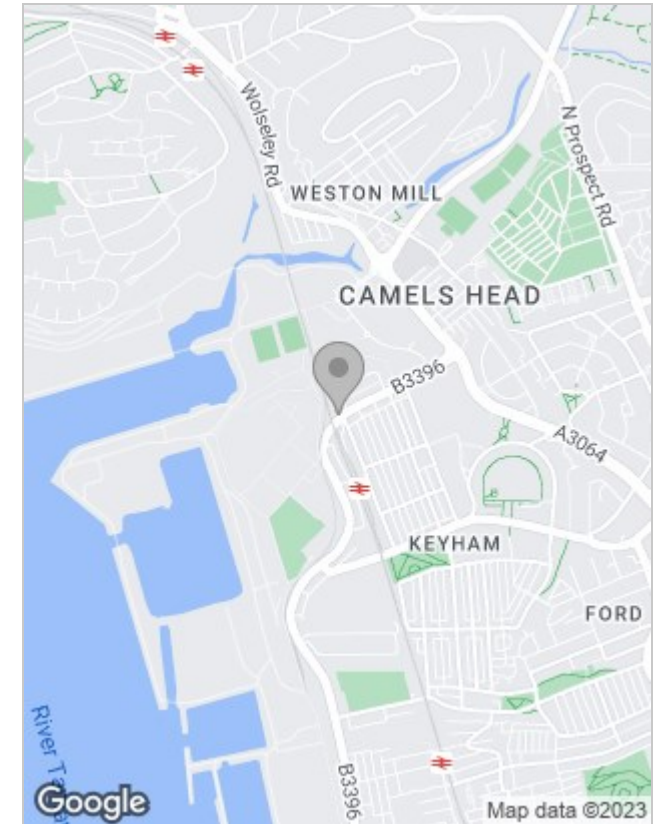 Wolseley Rd
N Prospect Rd
WESTON MILL
CAMELS HEAD
B3396
A3064
KEYHAM
FORD
River Ta
B3396
Google
Map data ©2023